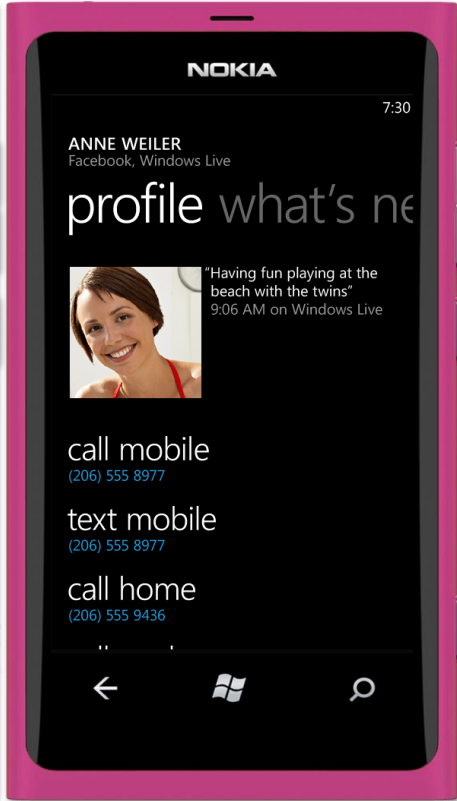 NOKIA
7:30
ANNE WEILER
Facebook, Windows Live
profile what's ne
"Having fun playing at the
beach with the twins"
9:06 AM on Windows Live
call mobile
(206) 555 8977
text mobile
(206) 555 8977
call home
(206) 555 9436